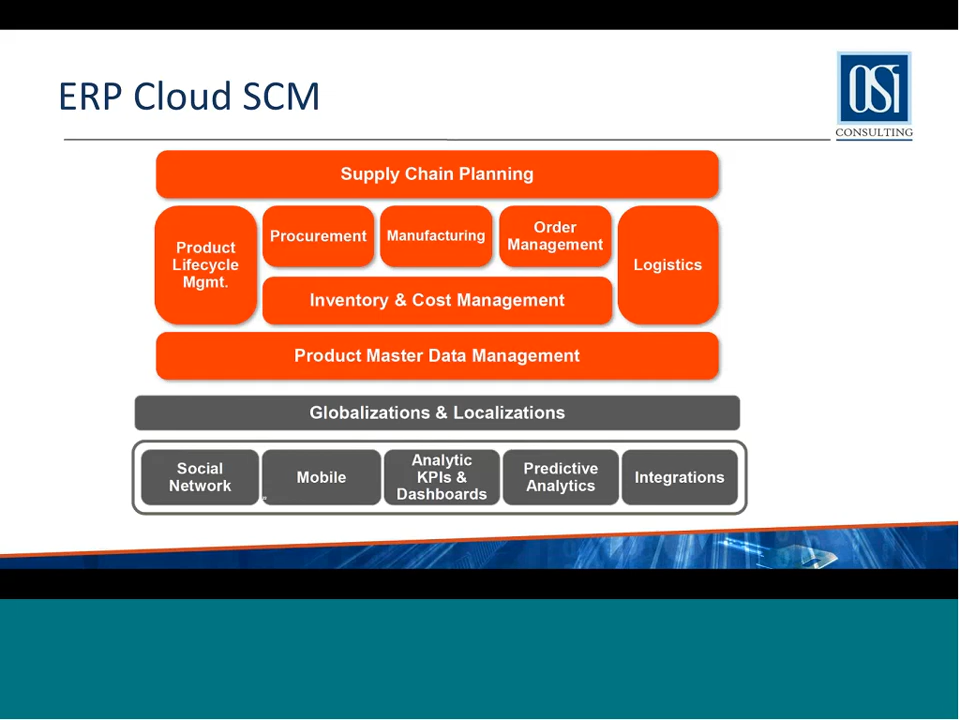 ERP Cloud SCM
OSi
CONSULTING
Supply Chain Planning
Product
Lifecycle
Mgmt.
Procurement
Manufacturing
Order
Management
Logistics
Inventory & Cost Management
Product Master Data Management
Globalizations & Localizations
Social
Network
Mobile
Analytic
KPIs &
Dashboards
Predictive
Analytics
Integrations